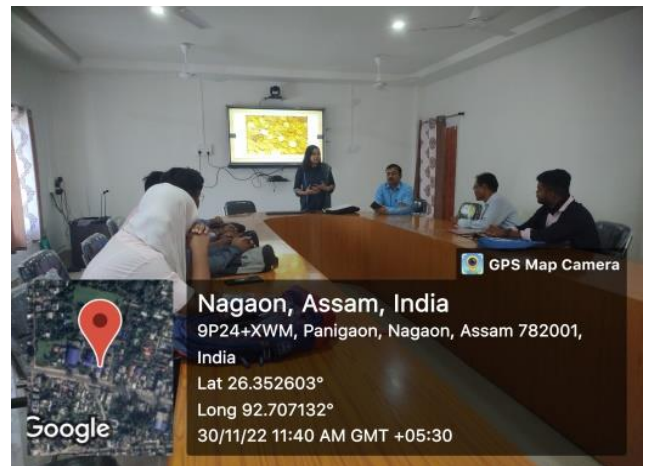 GPS Map Camera
Nagaon, Assam, India
9P24+XWM, Panigaon, Nagaon, Assam 782001,
India
Lat 26.352603°
Long 92.707132°
30/11/22 11:40 AM GMT +05:30
Google